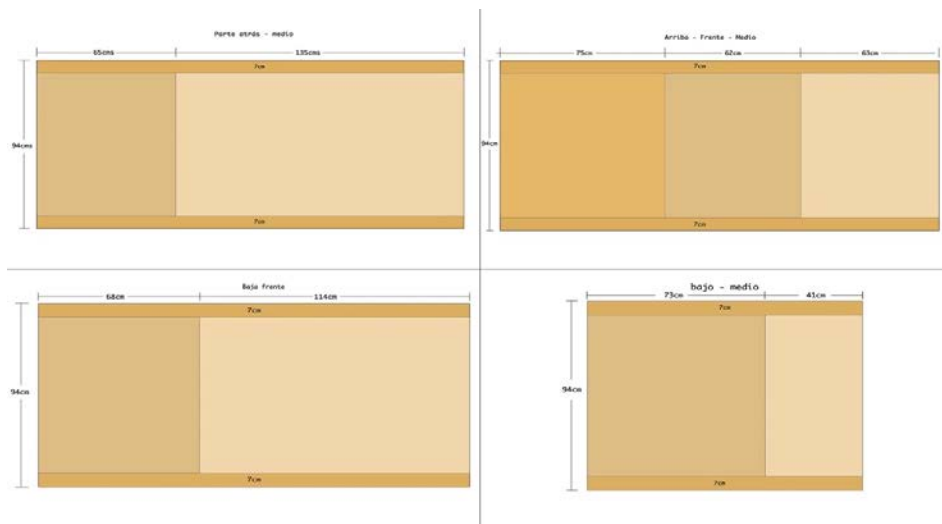 Parte atrás - medio
65cms
135cms
7cm
94cms
7cm
Arriba - Frente - Medio
75cm
62cm
63cm
7cm
94cm
7cm
Baja frente
68cm
114cm
7cm
94cm
7cm
bajo - medio
73cm
41cm
7cm
94cm
7cm